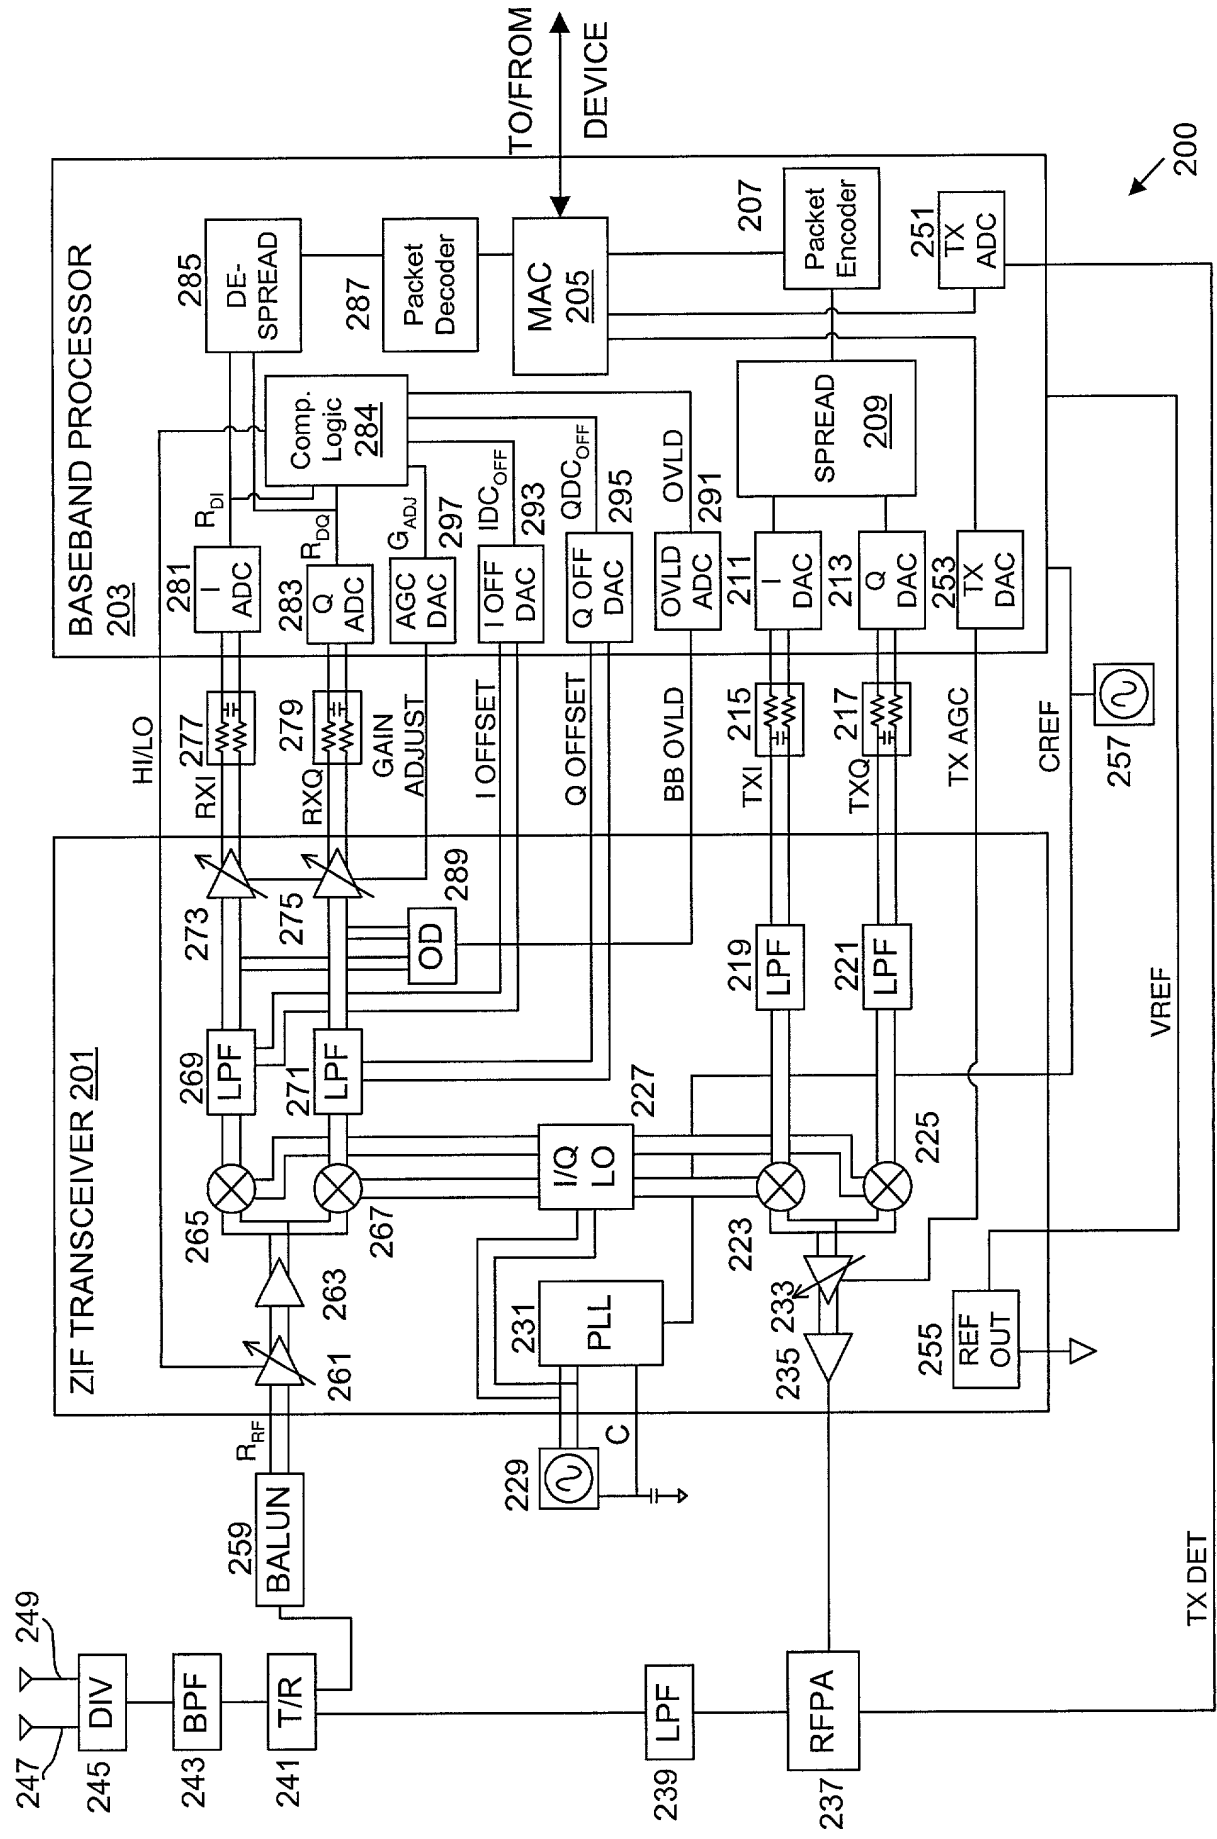 247
249
DIV
245
BPF
243
T/R
241
LPF
239
RFPA
237
BALUN
259
R_RF
ZIF TRANSCEIVER 201
261
263
265
267
LPF
269
LPF
271
273
275
OD
289
I/Q
LO
227
229
C
PLL
231
223
225
233
235
LPF
219
LPF
221
REF
OUT
255
HI/LO
RXI
277
RXQ
279
GAIN
ADJUST
I OFFSET
Q OFFSET
BB OVLD
TXI
215
TXQ
217
TX AGC
CREF
257
VREF
TX DET
BASEBAND PROCESSOR
203
I
ADC
281
R_DI
Q
ADC
283
R_DQ
AGC
DAC
297
G_ADJ
I OFF
DAC
293
IDC_OFF
Q OFF
DAC
295
QDC_OFF
OVLD
ADC
291
OVLD
I
DAC
211
Q
DAC
213
TX
DAC
253
DE-
SPREAD
285
Comp.
Logic
284
Packet
Decoder
287
MAC
205
SPREAD
209
Packet
Encoder
207
TX
ADC
251
TO/FROM
DEVICE
200